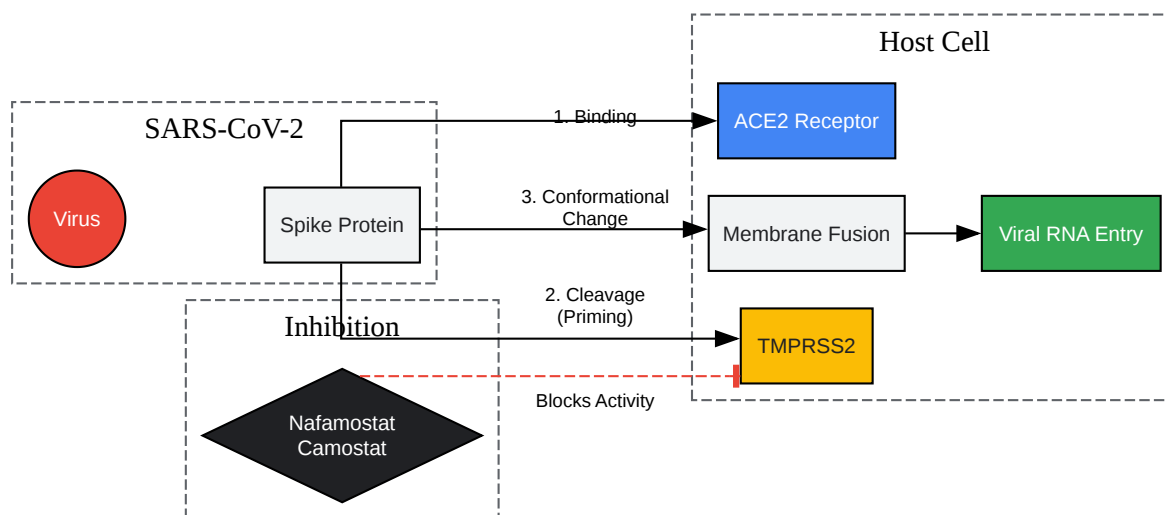 Host Cell
SARS-CoV-2
1. Binding
ACE2 Receptor
Virus
Spike Protein
3. Conformational
Change
Membrane Fusion
Viral RNA Entry
2. Cleavage
(Priming)
Inhibition
TMPRSS2
Blocks Activity
Nafamostat
Camostat